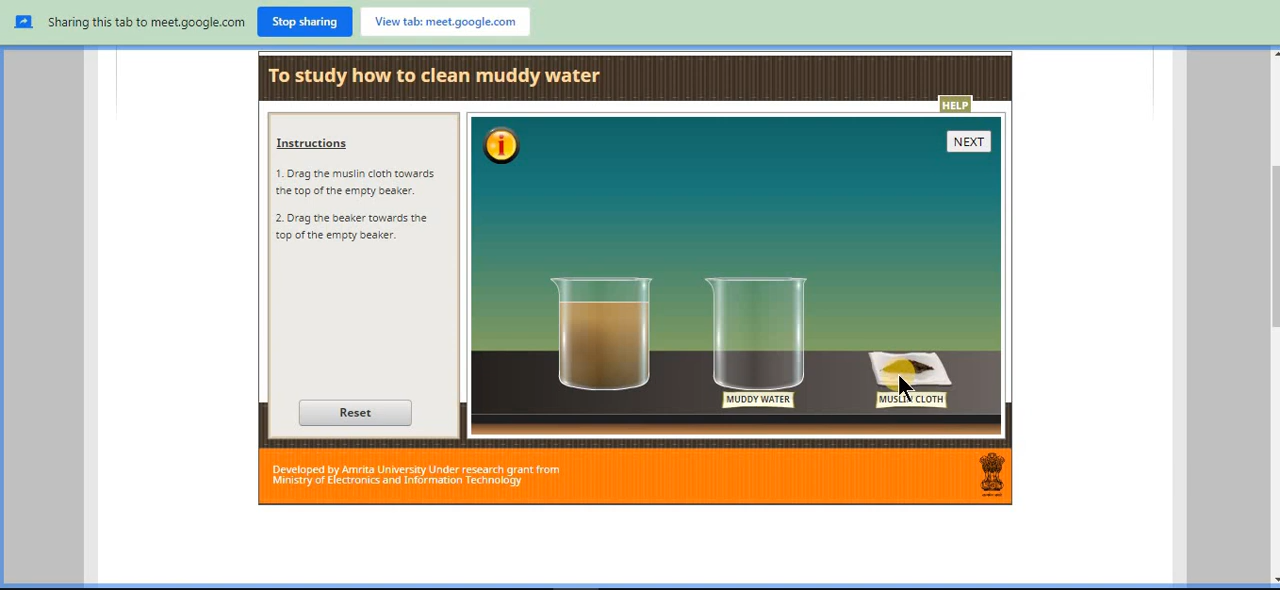 Sharing this tab to meet.google.com
Stop sharing
View tab: meet.google.com
To study how to clean muddy water
HELP
Instructions
1. Drag the muslin cloth towards
the top of the empty beaker.
2. Drag the beaker towards the
top of the empty beaker.
Reset
i
NEXT
MUDDY WATER
MUSLIN CLOTH
Developed by Amrita University Under research grant from
Ministry of Electronics and Information Technology